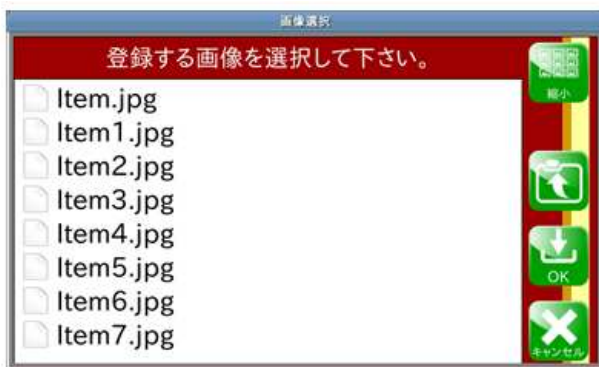 画像選択
登録する画像を選択して下さい。
Item.jpg
Item1.jpg
Item2.jpg
Item3.jpg
Item4.jpg
Item5.jpg
Item6.jpg
Item7.jpg
縮小
OK
キャンセル